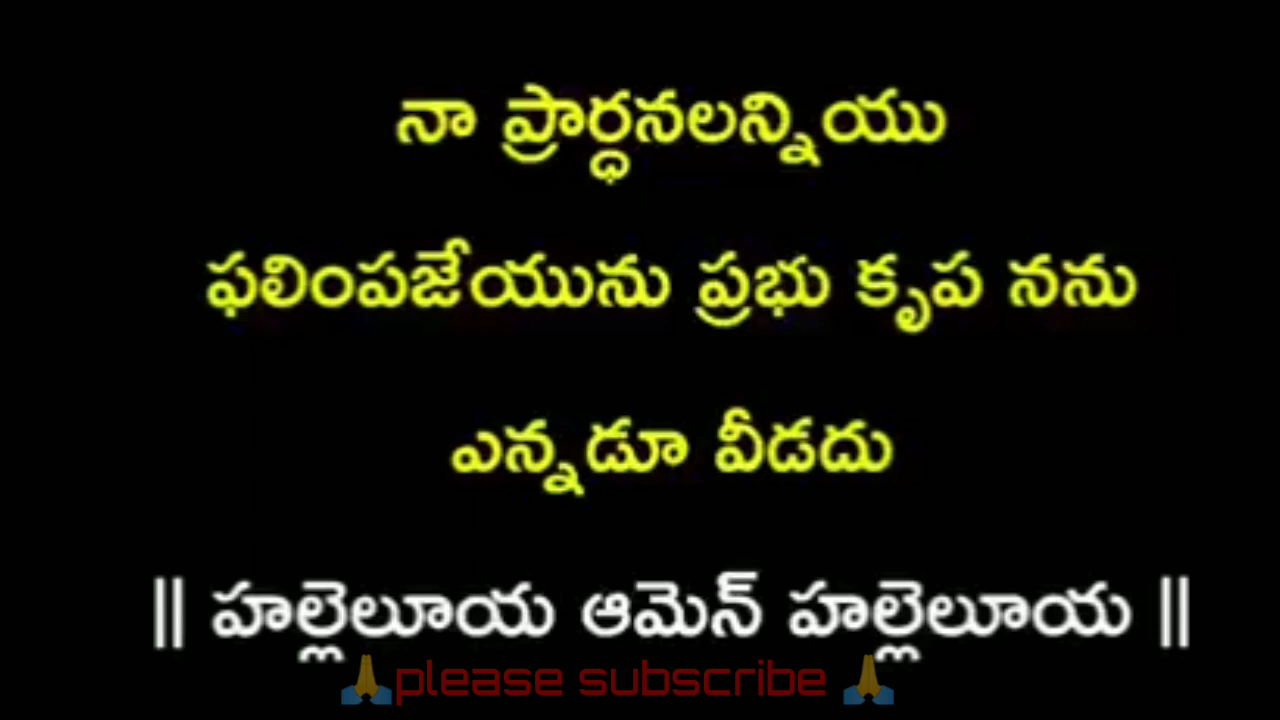 నా ప్రార్ధనలన్నియు
ఫలింపజేయును ప్రభు కృప నను
ఎన్నడూ వీడదు
|| హల్లెలూయ ఆమెన్ హల్లెలూయ ||
🙏please subscribe 🙏